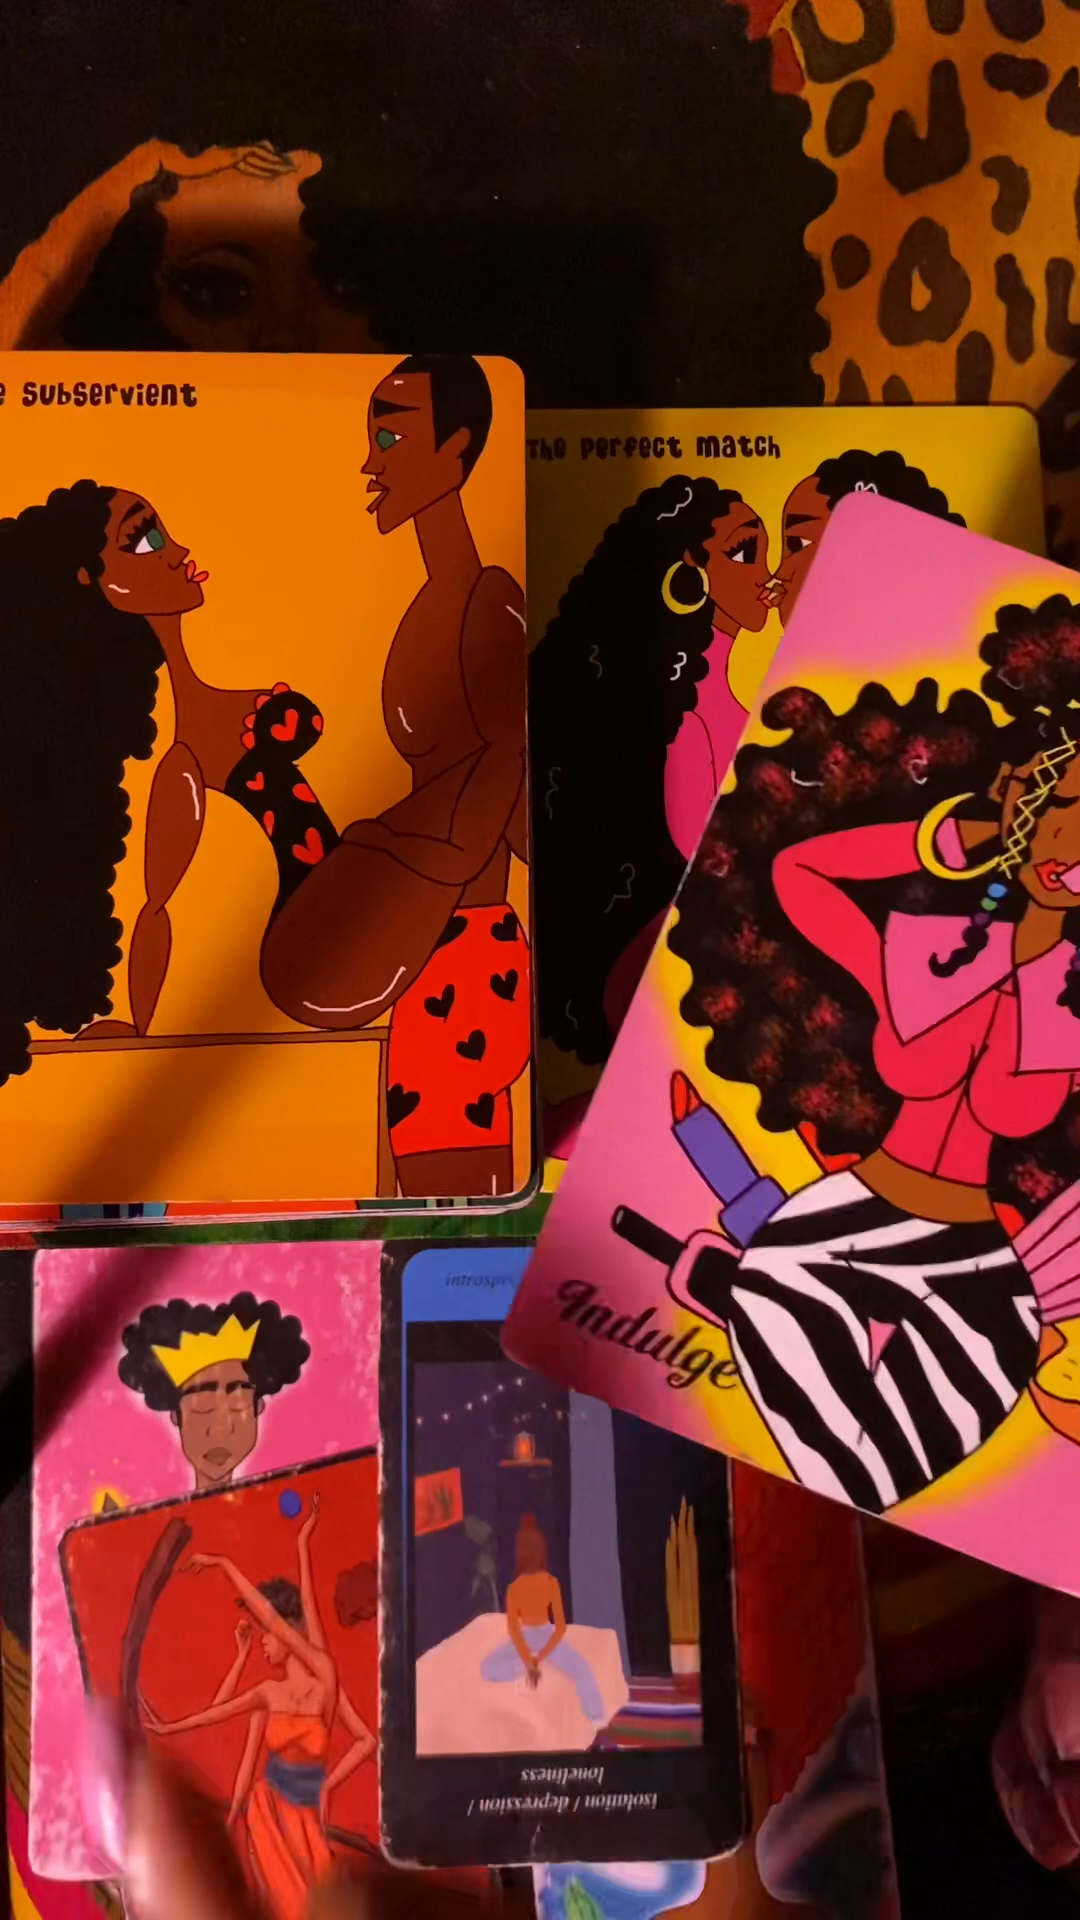 e subservient
The perfect match
introspe
Indulge
isolation / depression /
loneliness